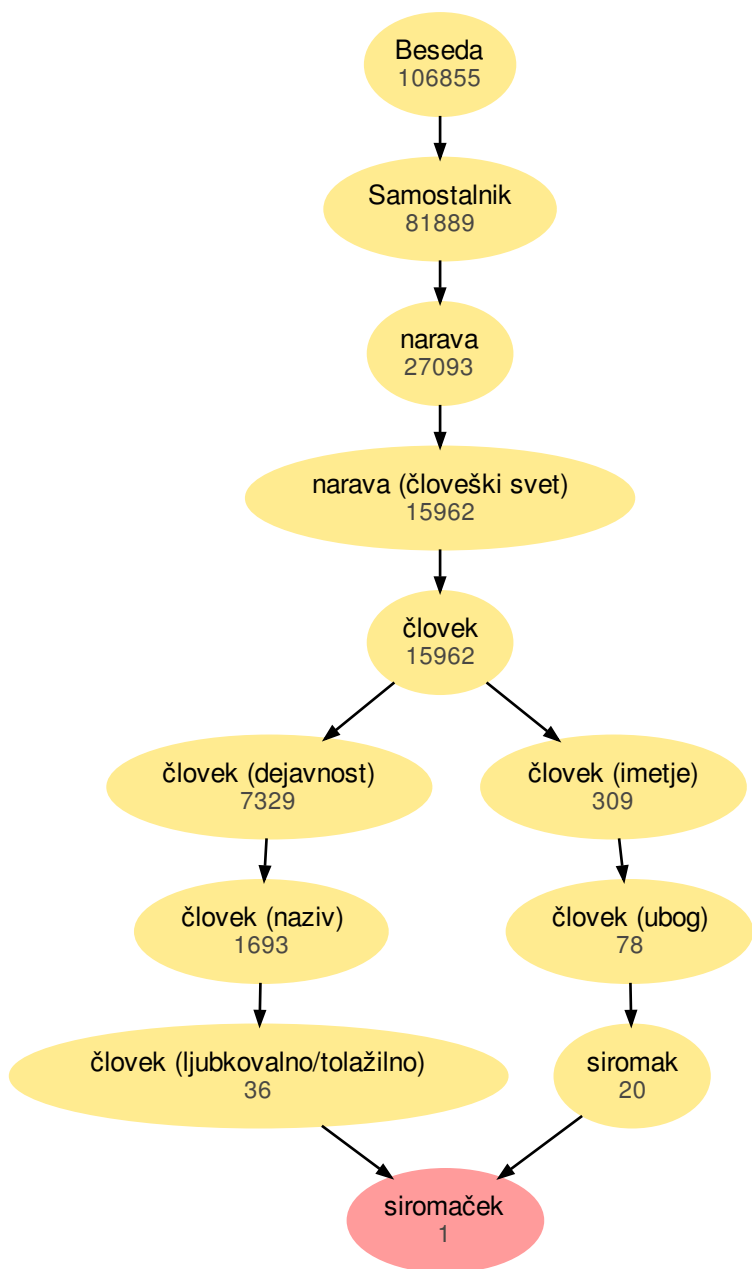 Beseda
106855
Samostalnik
81889
narava
27093
narava (človeški svet)
15962
človek
15962
človek (dejavnost)
7329
človek (imetje)
309
človek (naziv)
1693
človek (ubog)
78
človek (ljubkovalno/tolažilno)
36
siromak
20
siromaček
1